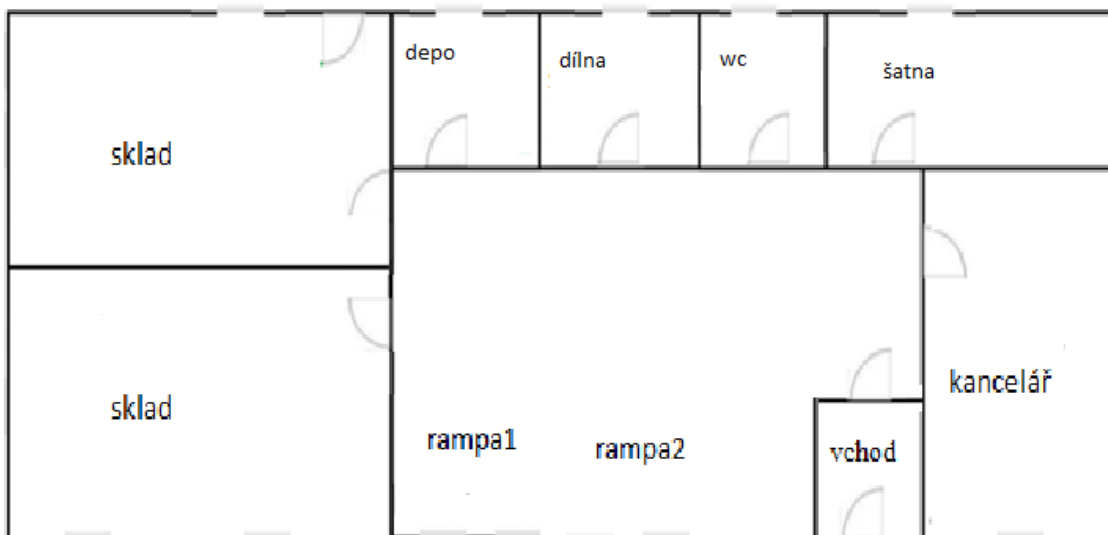 depo
dílna
wc
šatna
sklad
kancelář
sklad
rampa1
rampa2
vchod